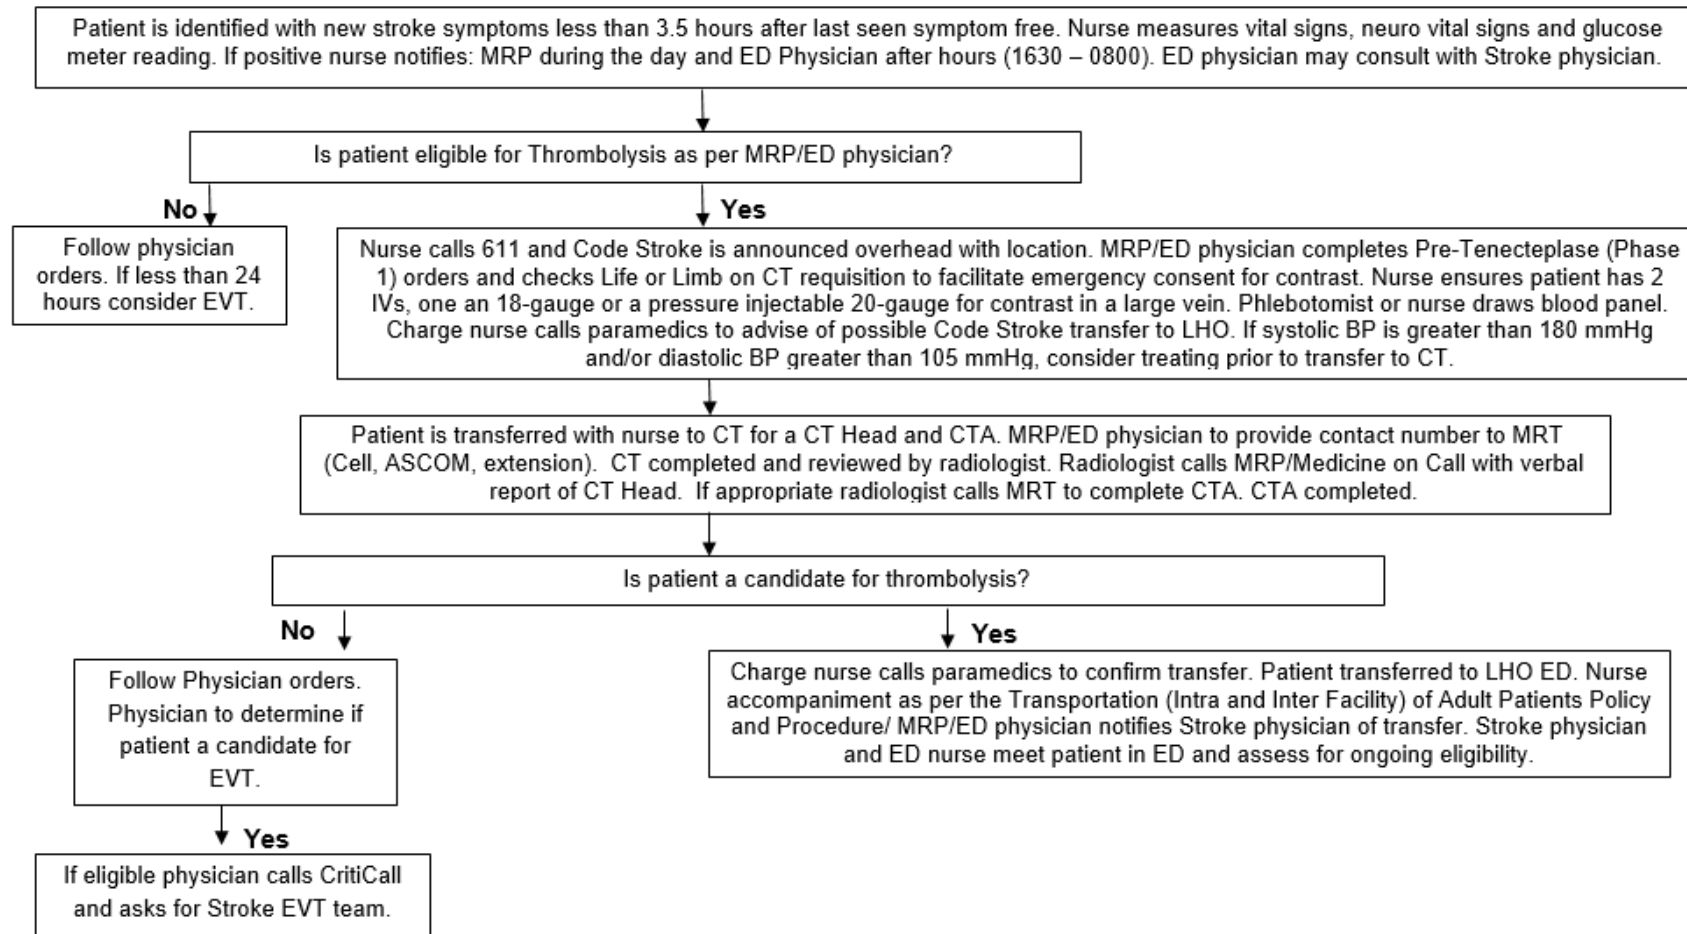 Patient is identified with new stroke symptoms less than 3.5 hours after last seen symptom free. Nurse measures vital signs, neuro vital signs and glucose
meter reading. If positive nurse notifies: MRP during the day and ED Physician after hours (1630 – 0800). ED physician may consult with Stroke physician.
Is patient eligible for Thrombolysis as per MRP/ED physician?
No
Yes
Follow physician
orders. If less than 24
hours consider EVT.
Nurse calls 611 and Code Stroke is announced overhead with location. MRP/ED physician completes Pre-Tenecteplase (Phase
1) orders and checks Life or Limb on CT requisition to facilitate emergency consent for contrast. Nurse ensures patient has 2
IVs, one an 18-gauge or a pressure injectable 20-gauge for contrast in a large vein. Phlebotomist or nurse draws blood panel.
Charge nurse calls paramedics to advise of possible Code Stroke transfer to LHO. If systolic BP is greater than 180 mmHg
and/or diastolic BP greater than 105 mmHg, consider treating prior to transfer to CT.
Patient is transferred with nurse to CT for a CT Head and CTA. MRP/ED physician to provide contact number to MRT
(Cell, ASCOM, extension). CT completed and reviewed by radiologist. Radiologist calls MRP/Medicine on Call with verbal
report of CT Head. If appropriate radiologist calls MRT to complete CTA. CTA completed.
Is patient a candidate for thrombolysis?
No
Yes
Follow Physician orders.
Physician to determine if
patient a candidate for
EVT.
Charge nurse calls paramedics to confirm transfer. Patient transferred to LHO ED. Nurse
accompaniment as per the Transportation (Intra and Inter Facility) of Adult Patients Policy
and Procedure/ MRP/ED physician notifies Stroke physician of transfer. Stroke physician
and ED nurse meet patient in ED and assess for ongoing eligibility.
Yes
If eligible physician calls CritiCall
and asks for Stroke EVT team.